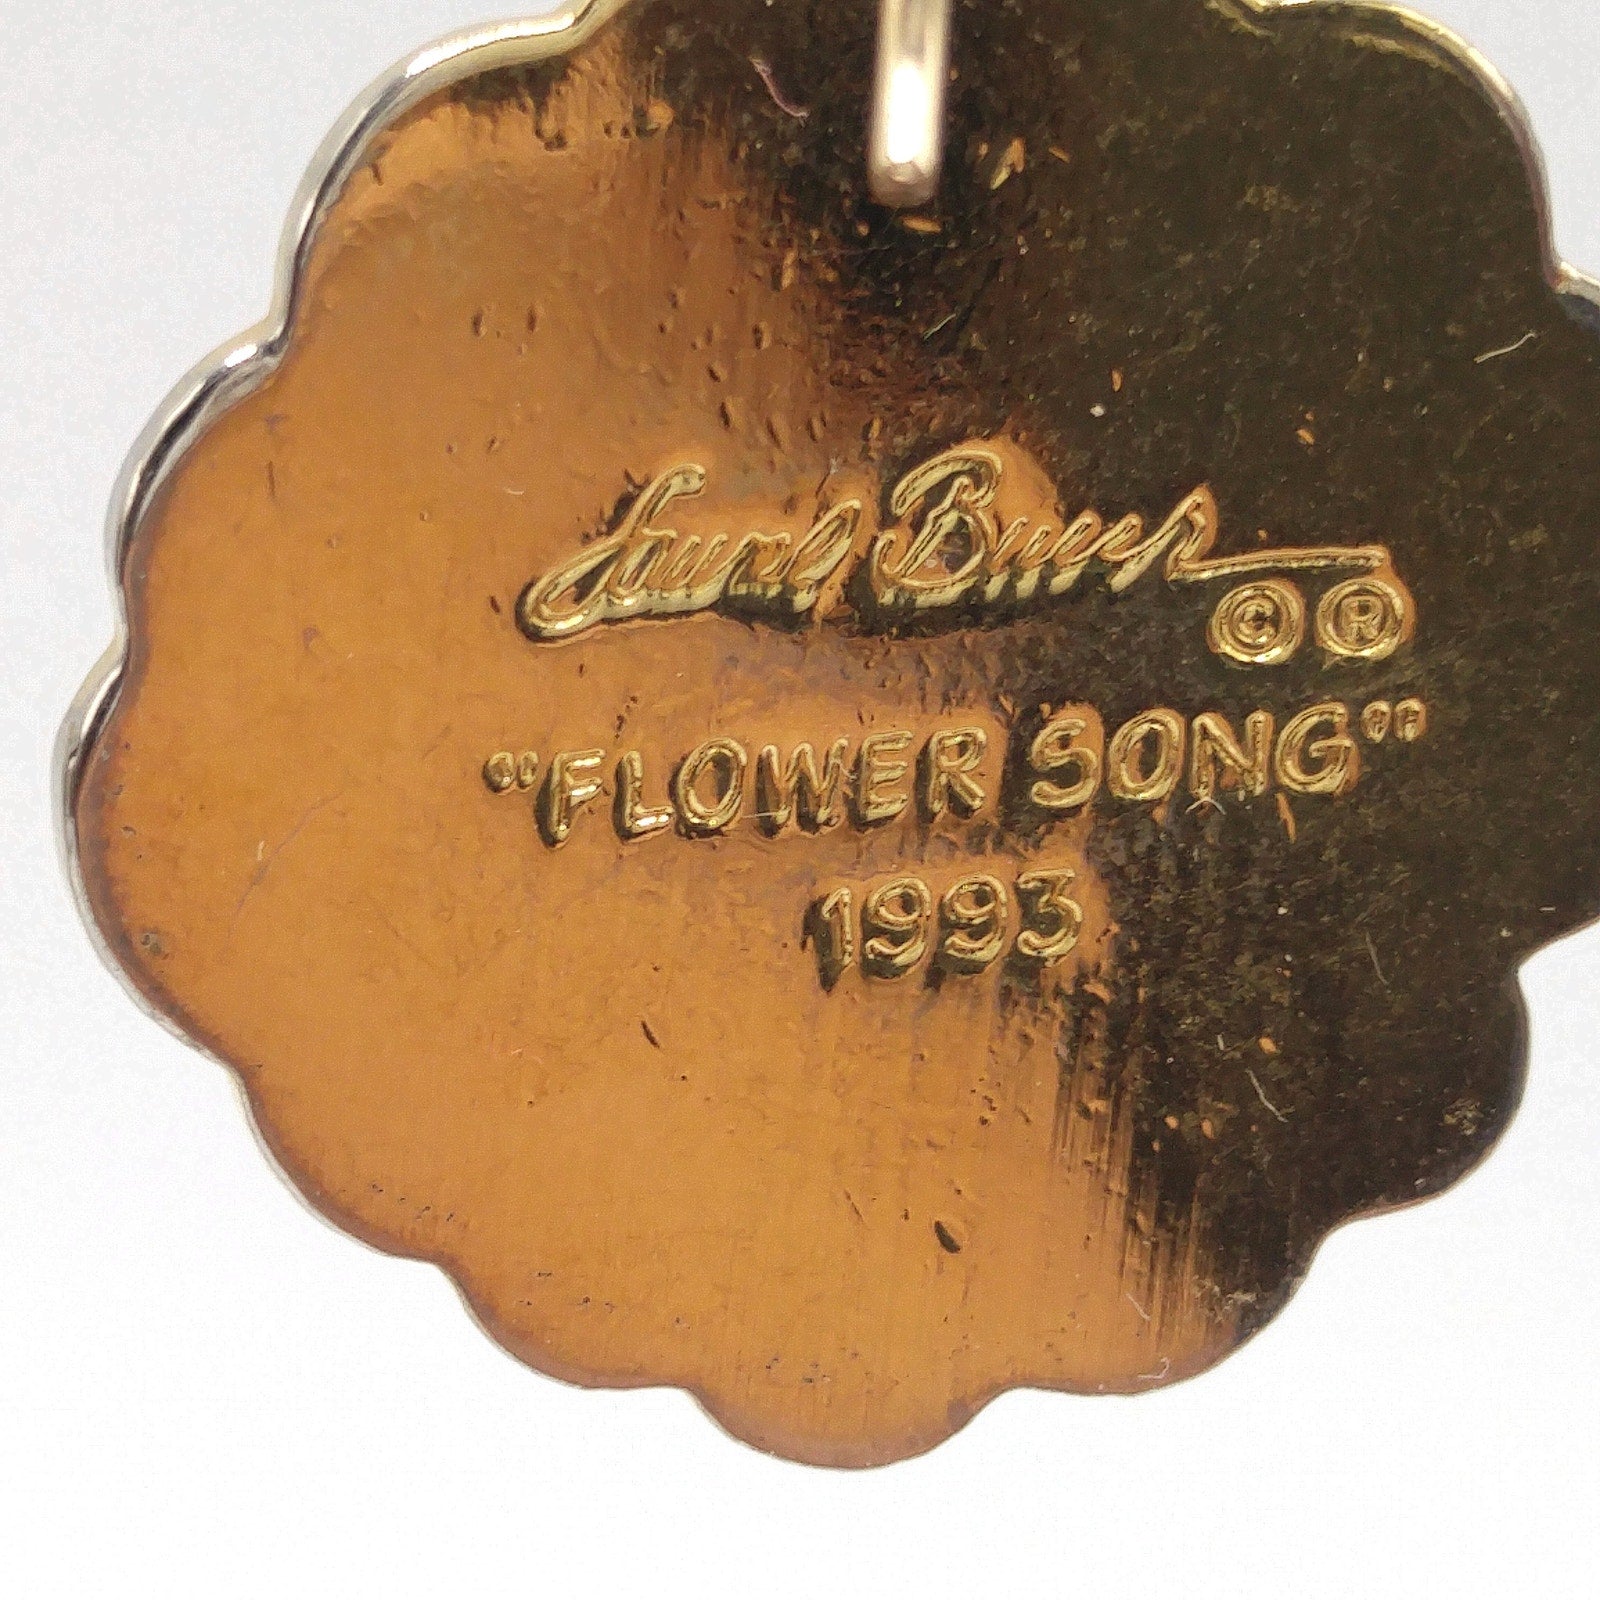 Laurel Burch © ®
"FLOWER SONG"
1993